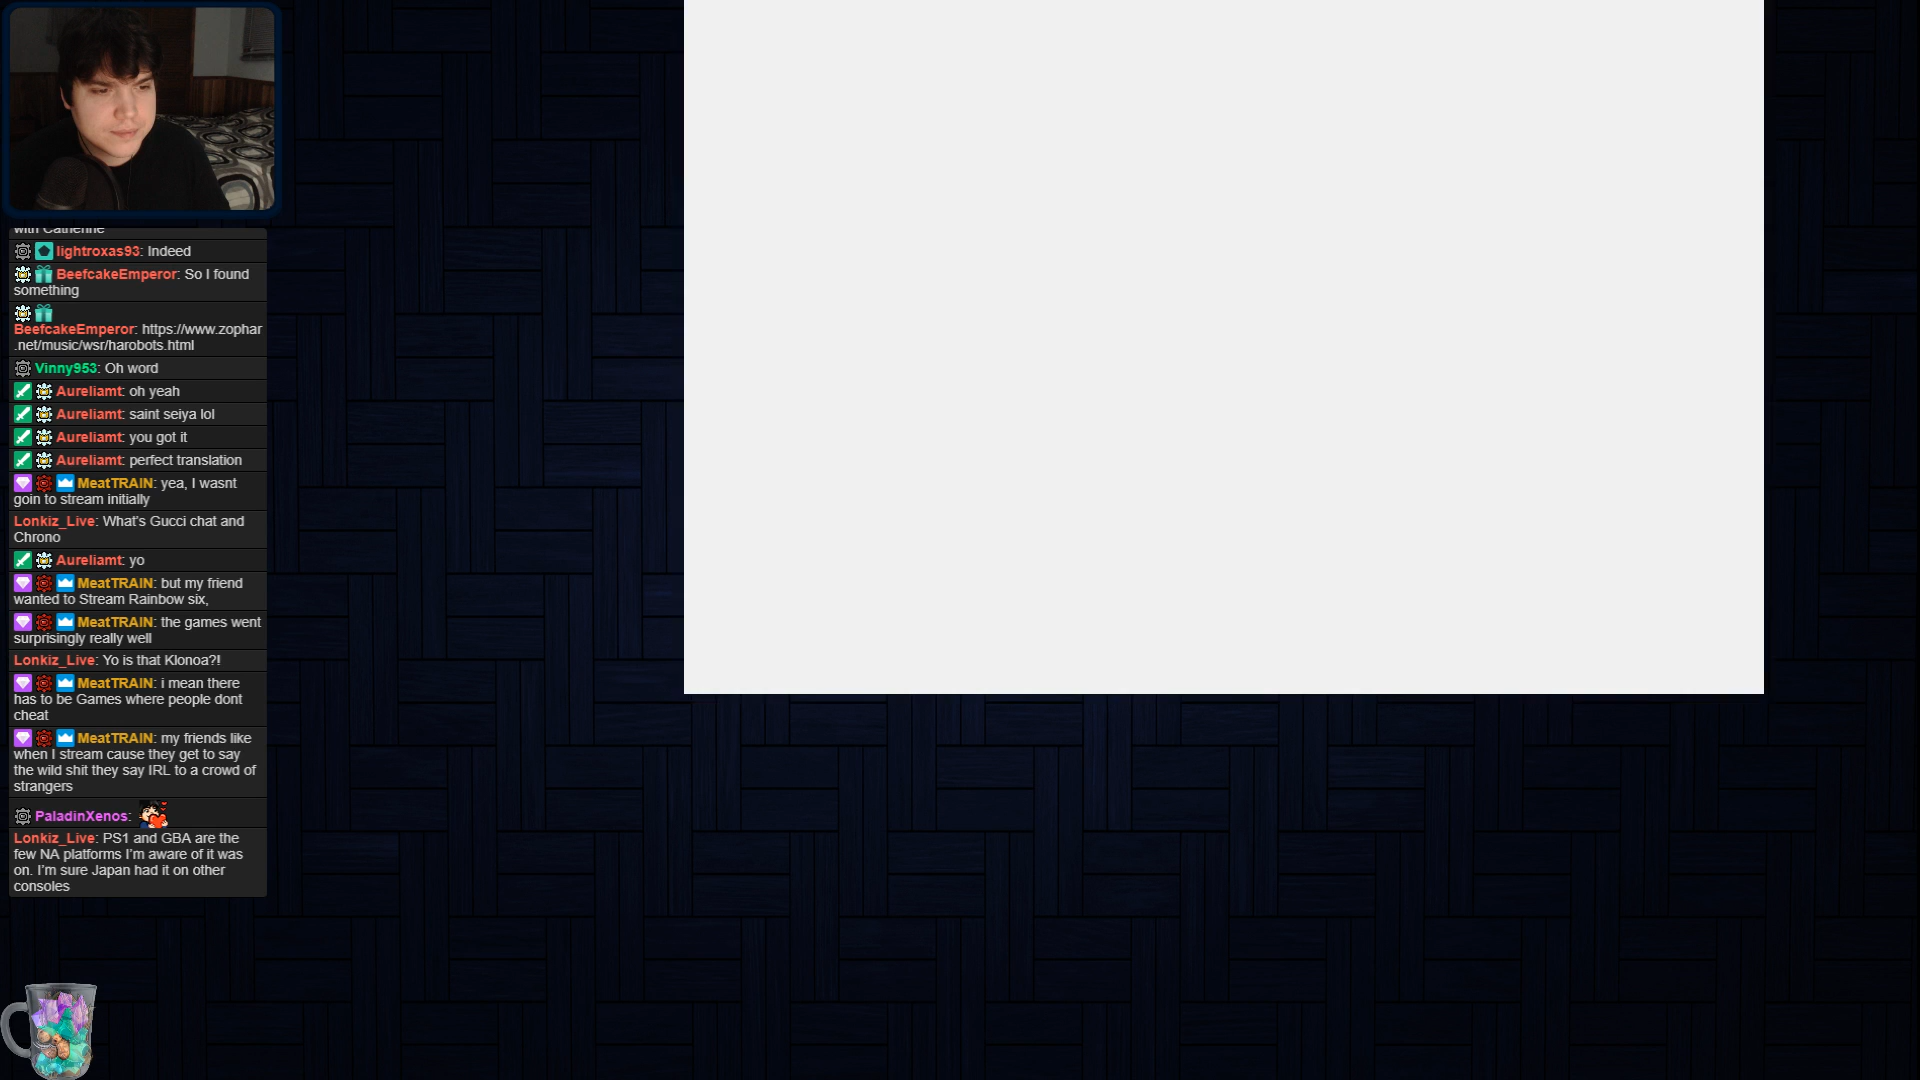 with Catherine
lightroxas93: Indeed
BeefcakeEmperor: So I found
something
BeefcakeEmperor: https://www.zophar
.net/music/wsr/harobots.html
Vinny953: Oh word
Aureliamt: oh yeah
Aureliamt: saint seiya lol
Aureliamt: you got it
Aureliamt: perfect translation
MeatTRAIN: yea, I wasnt
goin to stream initially
Lonkiz_Live: What's Gucci chat and
Chrono
Aureliamt: yo
MeatTRAIN: but my friend
wanted to Stream Rainbow six,
MeatTRAIN: the games went
surprisingly really well
Lonkiz_Live: Yo is that Klonoa?!
MeatTRAIN: i mean there
has to be Games where people dont
cheat
MeatTRAIN: my friends like
when I stream cause they get to say
the wild shit they say IRL to a crowd of
strangers
PaladinXenos:
Lonkiz_Live: PS1 and GBA are the
few NA platforms I'm aware of it was
on. I'm sure Japan had it on other
consoles